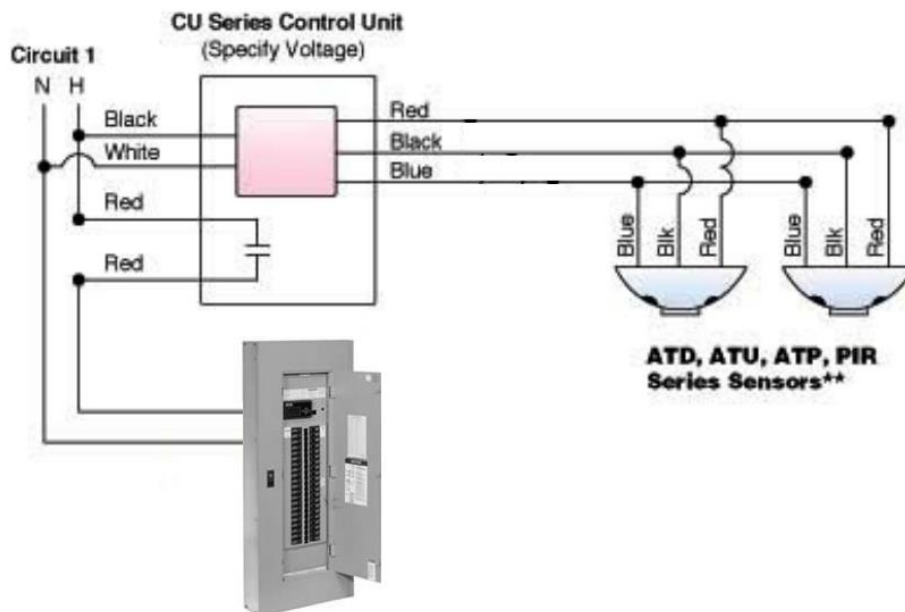 CU Series Control Unit
(Specify Voltage)
Circuit 1
N H
Black
White
Red
Red
Red
Black
Blue
Blue
Blk
Red
Blue
Blk
Red
ATD, ATU, ATP, PIR
Series Sensors**